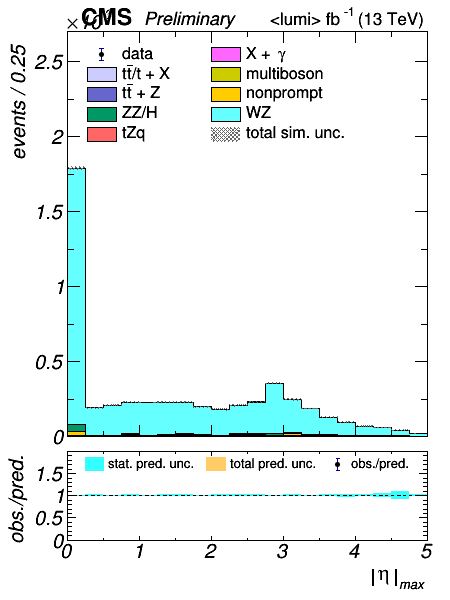 CMS Preliminary <lumi> fb⁻¹ (13 TeV)
events / 0.25
2.5
2
1.5
1
0.5
0
data
tt̄/t + X
tt̄ + Z
ZZ/H
tZq
X + γ
multiboson
nonprompt
WZ
total sim. unc.
obs./pred.
1.5
1
0.5
0
stat. pred. unc. total pred. unc. obs./pred.
0 1 2 3 4 5
|η|max